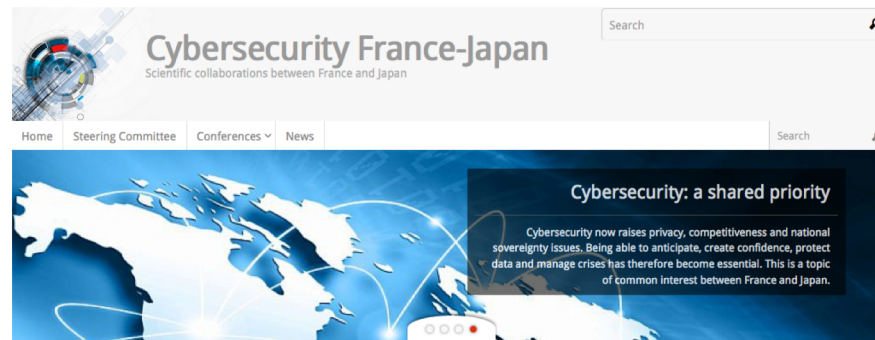 Search
Cybersecurity France-Japan
Scientific collaborations between France and Japan
Home Steering Committee Conferences News Search
Cybersecurity: a shared priority
Cybersecurity now raises privacy, competitiveness and national
sovereignty issues. Being able to anticipate, create confidence, protect
data and manage crises has therefore become essential. This is a topic
of common interest between France and Japan.